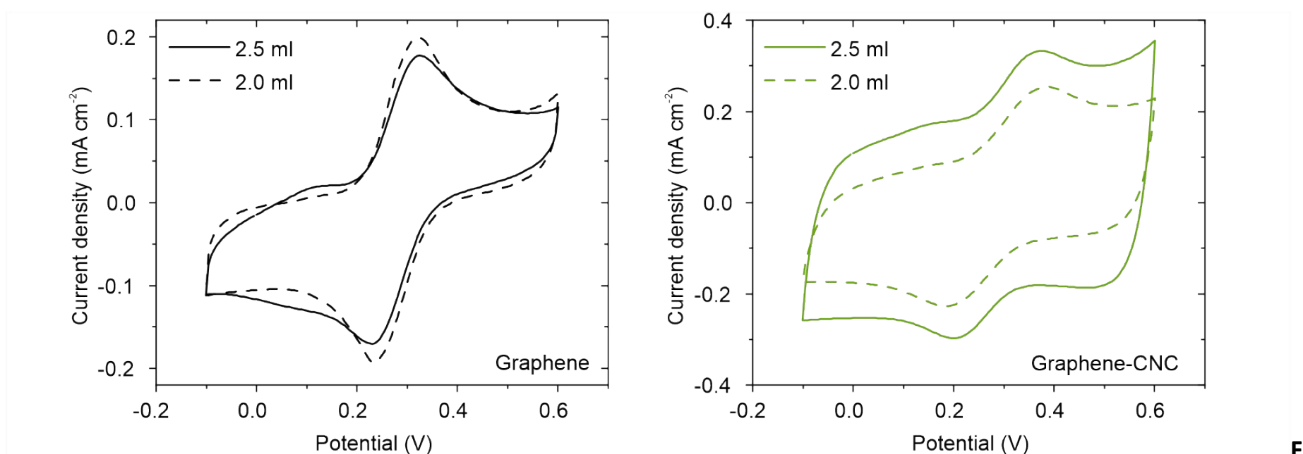 2.5 ml
2.0 ml
0.2
0.1
0.0
-0.1
-0.2
Current density (mA cm⁻²)
Graphene
-0.2 0.0 0.2 0.4 0.6
Potential (V)
2.5 ml
2.0 ml
0.4
0.2
0.0
-0.2
-0.4
Current density (mA cm⁻²)
Graphene-CNC
-0.2 0.0 0.2 0.4 0.6
Potential (V)